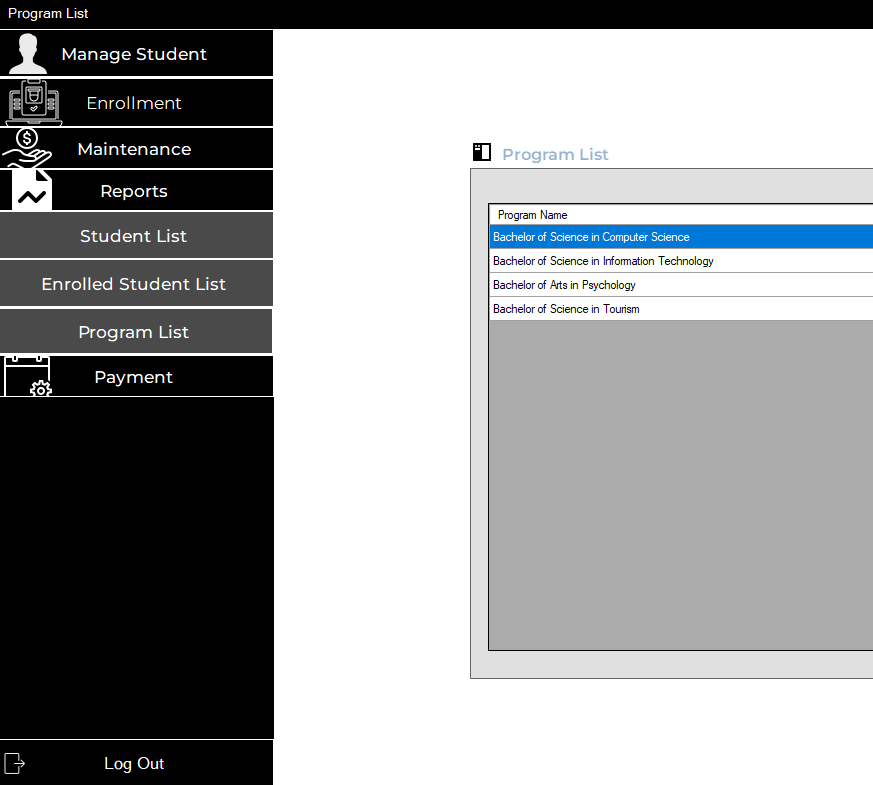 Program List
Manage Student
Enrollment
Maintenance
Reports
Student List
Enrolled Student List
Program List
Payment
Log Out
Program List
Program Name
Bachelor of Science in Computer Science
Bachelor of Science in Information Technology
Bachelor of Arts in Psychology
Bachelor of Science in Tourism